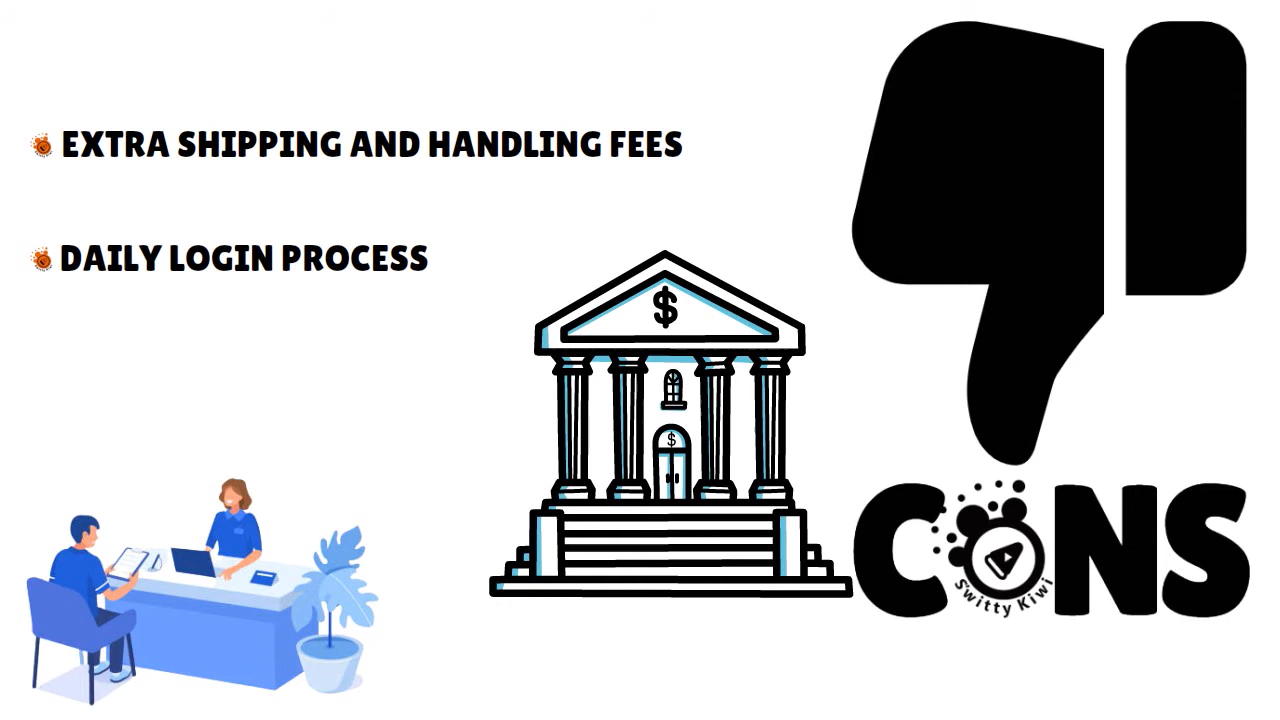 EXTRA SHIPPING AND HANDLING FEES
DAILY LOGIN PROCESS
$
$
CONS
Switty Kiwi